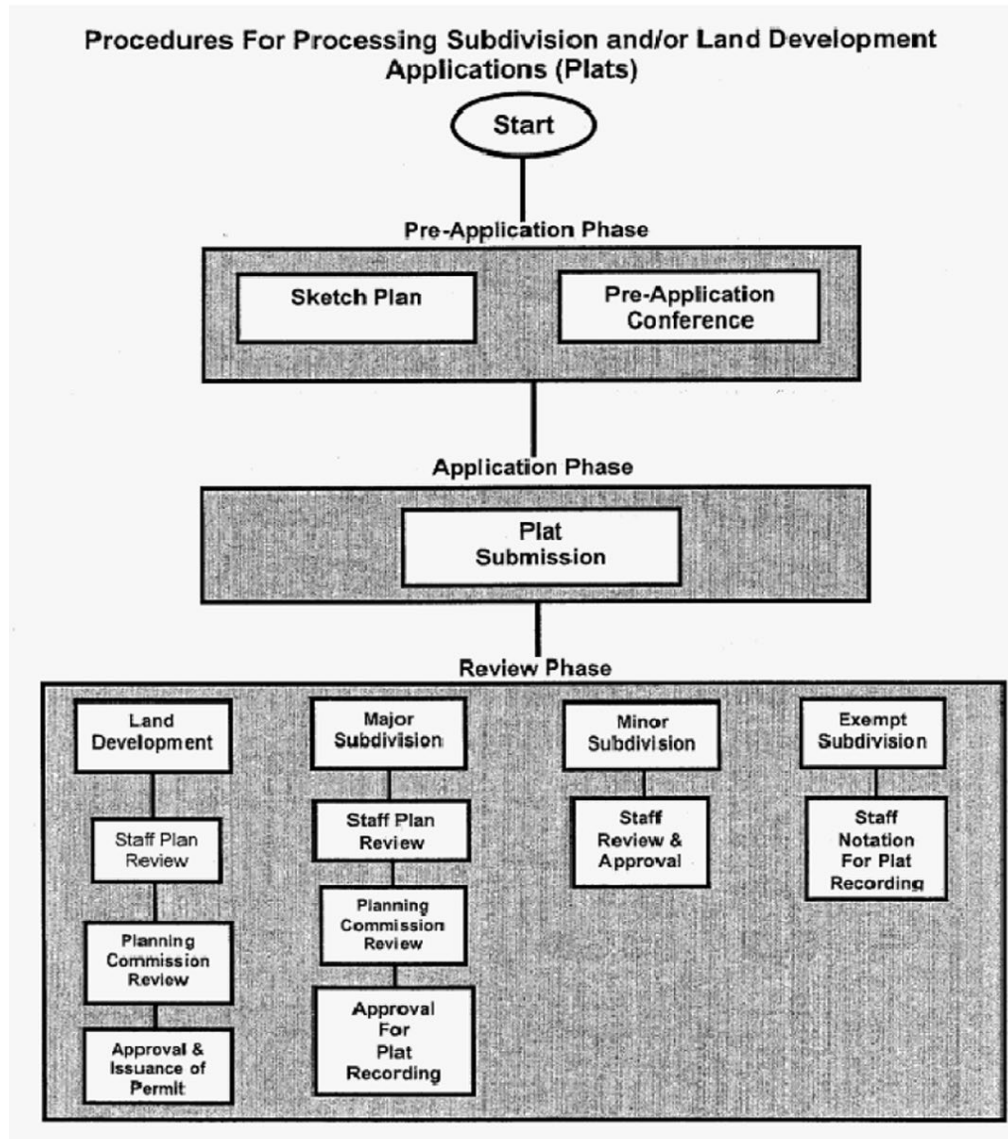 Procedures For Processing Subdivision and/or Land Development
Applications (Plats)
Start
Pre-Application Phase
Sketch Plan
Pre-Application
Conference
Application Phase
Plat
Submission
Review Phase
Land
Development
Staff Plan
Review
Planning
Commission
Review
Approval &
Issuance of
Permit
Major
Subdivision
Staff Plan
Review
Planning
Commission
Review
Approval
For
Plat
Recording
Minor
Subdivision
Staff
Review &
Approval
Exempt
Subdivision
Staff
Notation
For Plat
Recording